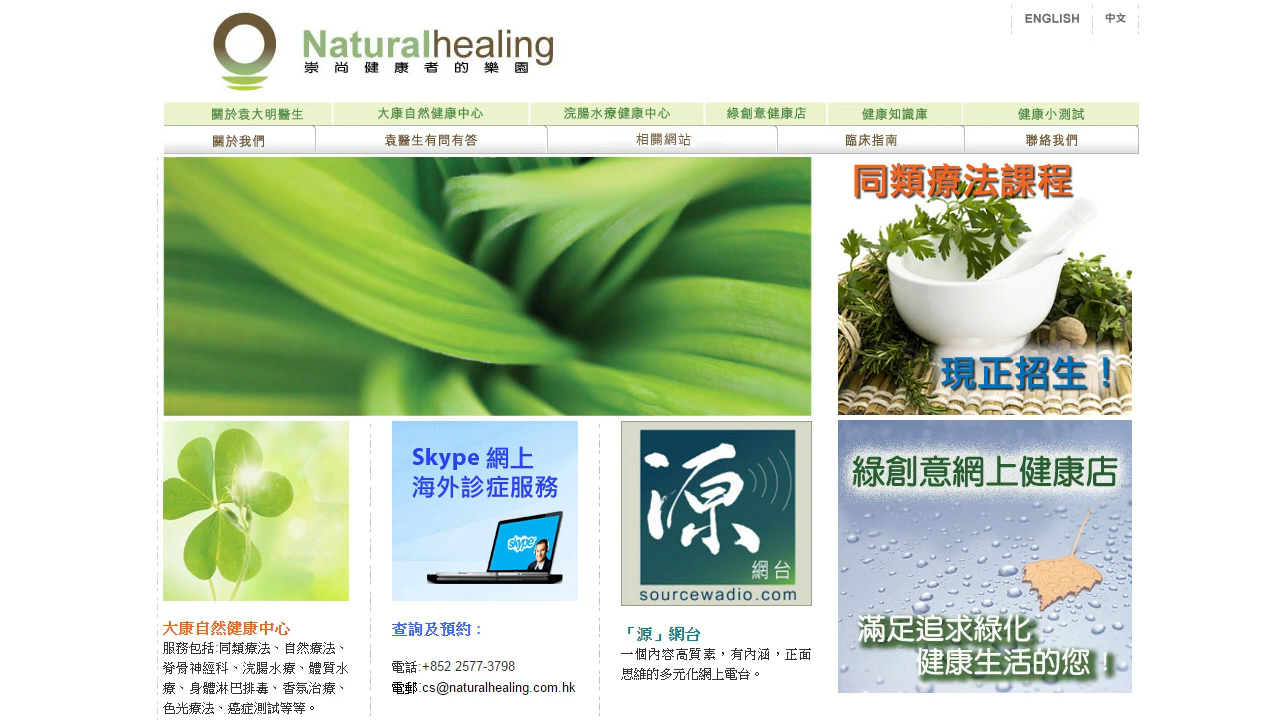 ENGLISH
中文
Naturalhealing
崇尚健康者的樂園
關於袁大明醫生
大康自然健康中心
浣腸水療健康中心
綠創意健康店
健康知識庫
健康小測試
關於我們
袁醫生有問有答
相關網站
臨床指南
聯絡我們
同類療法課程
現正招生！
Skype 網上
海外診症服務
skype
源
網台
sourcewadio.com
綠創意網上健康店
滿足追求綠化
健康生活的您！
大康自然健康中心
服務包括:同類療法、自然療法、
脊骨神經科、浣腸水療、體質水
療、身體淋巴排毒、香氛治療、
色光療法、癌症測試等等。
查詢及預約：
電話:+852 2577-3798
電郵:cs@naturalhealing.com.hk
「源」網台
一個內容高質素，有內涵，正面
思維的多元化網上電台。